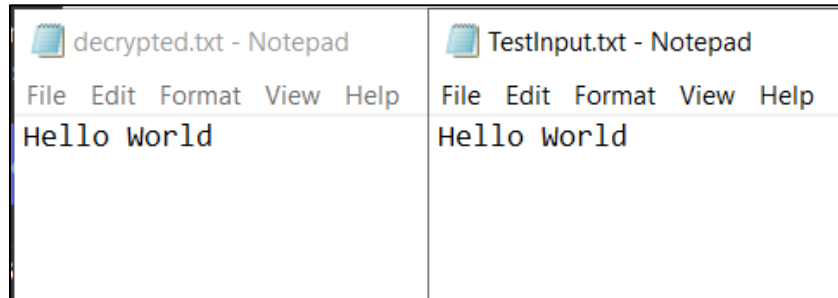 decrypted.txt - Notepad
File Edit Format View Help
Hello World
TestInput.txt - Notepad
File Edit Format View Help
Hello World